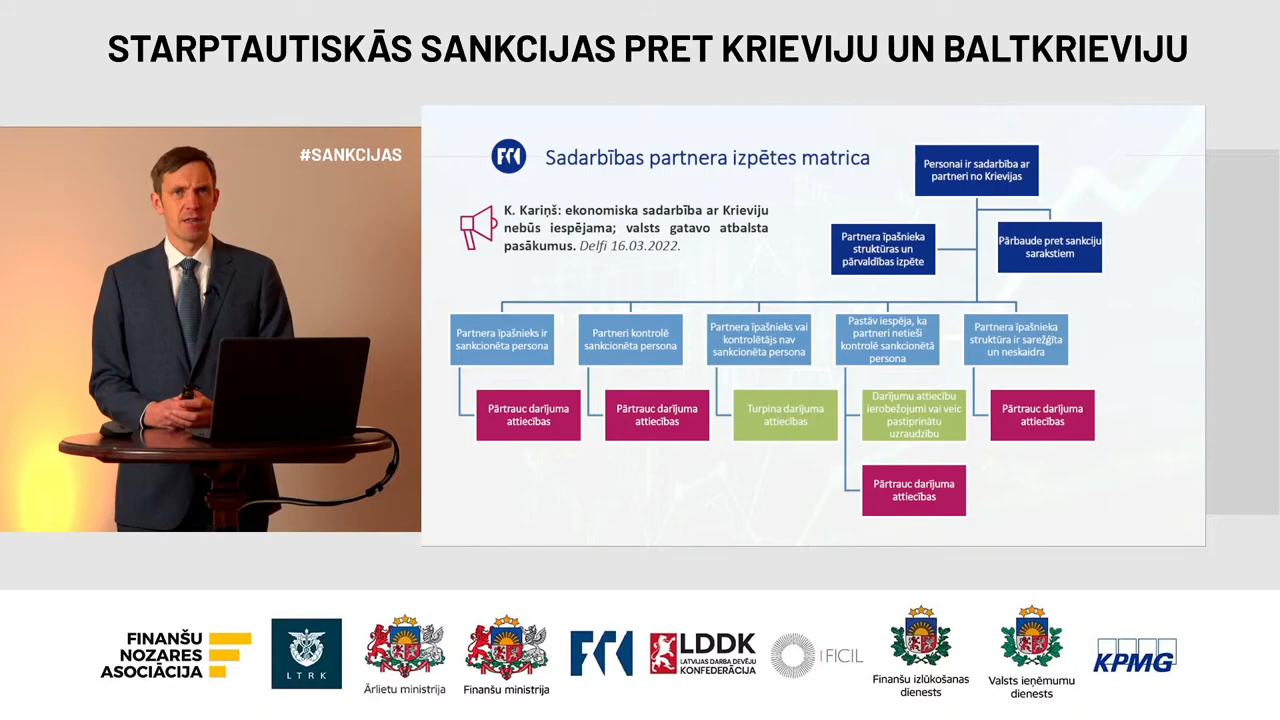 STARPTAUTISKĀS SANKCIJAS PRET KRIEVIJU UN BALTKRIEVIJU
#SANKCIJAS
FCI
Sadarbības partnera izpētes matrica
K. Kariņš: ekonomiska sadarbība ar Krieviju
nebūs iespējama; valsts gatavo atbalsta
pasākumus. Delfi 16.03.2022.
Personai ir sadarbība ar
partneri no Krievijas
Partnera īpašnieka
struktūras un
pārvaldības izpēte
Pārbaude pret sankciju
sarakstiem
Partnera īpašnieks ir
sankcionēta persona
Partneri kontrolē
sankcionēta persona
Partnera īpašnieks vai
kontrolētājs nav
sankcionēta persona
Pastāv iespēja, ka
partneri netieši
kontrolē sankcionētā
persona
Partnera īpašnieka
struktūra ir sarežģīta
un neskaidra
Pārtrauc darījuma
attiecības
Pārtrauc darījuma
attiecības
Turpina darījuma
attiecības
Darījumu attiecību
ierobežojumi vai veic
pastiprinātu
uzraudzību
Pārtrauc darījuma
attiecības
Pārtrauc darījuma
attiecības
FINANŠU
NOZARES
ASOCIĀCIJA
LTRK
Ārlietu ministrija
Finanšu ministrija
LDDK
LATVIJAS DARBA DEVĒJU
KONFEDERĀCIJA
FICIL
Finanšu izlūkošanas
dienests
Valsts ieņēmumu
dienests
KPMG